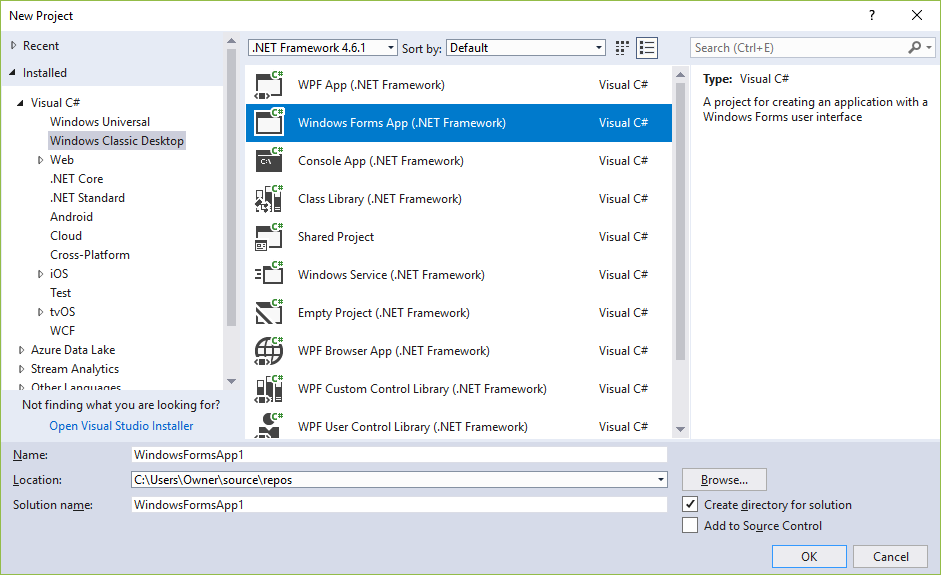 New Project
?
Recent
Installed
Visual C#
Windows Universal
Windows Classic Desktop
Web
.NET Core
.NET Standard
Android
Cloud
Cross-Platform
iOS
Test
tvOS
WCF
Azure Data Lake
Stream Analytics
Other Languages
Not finding what you are looking for?
Open Visual Studio Installer
.NET Framework 4.6.1 Sort by: Default
C# WPF App (.NET Framework) Visual C#
C# Windows Forms App (.NET Framework) Visual C#
C# C:\ Console App (.NET Framework) Visual C#
C# Class Library (.NET Framework) Visual C#
C# Shared Project Visual C#
C# Windows Service (.NET Framework) Visual C#
C# Empty Project (.NET Framework) Visual C#
C# WPF Browser App (.NET Framework) Visual C#
C# WPF Custom Control Library (.NET Framework) Visual C#
C# WPF User Control Library (.NET Framework) Visual C#
Search (Ctrl+E)
Type: Visual C#
A project for creating an application with a
Windows Forms user interface
Name: WindowsFormsApp1
Location: C:\Users\Owner\source\repos Browse...
Solution name: WindowsFormsApp1
Create directory for solution
Add to Source Control
OK Cancel